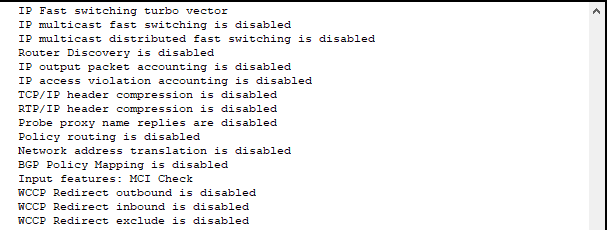 IP Fast switching turbo vector
IP multicast fast switching is disabled
IP multicast distributed fast switching is disabled
Router Discovery is disabled
IP output packet accounting is disabled
IP access violation accounting is disabled
TCP/IP header compression is disabled
RTP/IP header compression is disabled
Probe proxy name replies are disabled
Policy routing is disabled
Network address translation is disabled
BGP Policy Mapping is disabled
Input features: MCI Check
WCCP Redirect outbound is disabled
WCCP Redirect inbound is disabled
WCCP Redirect exclude is disabled